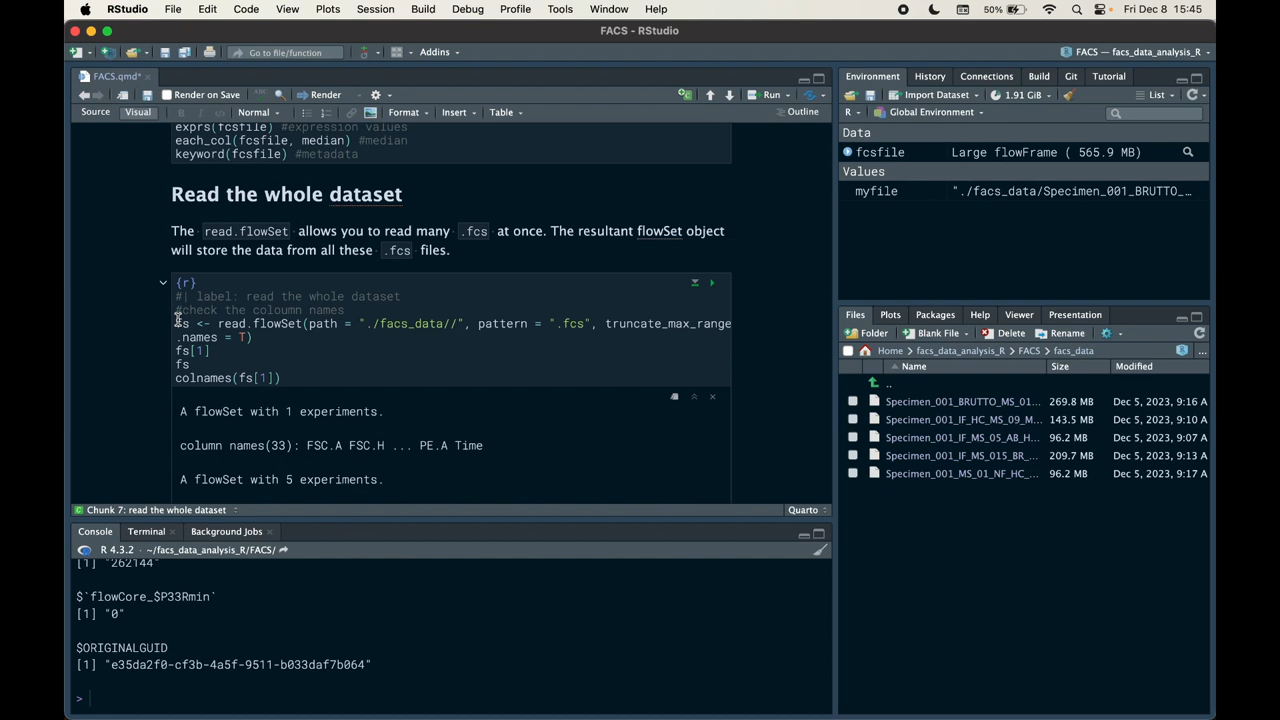 RStudio File Edit Code View Plots Session Build Debug Profile Tools Window Help 50% Fri Dec 8 15:45
FACS - RStudio
Go to file/function Addins FACS — facs_data_analysis_R
FACS.qmd*
Render on Save ABC Render Run
Source Visual B I Normal Format Insert Table Outline
exprs(fcsfile) #expression values
each_col(fcsfile, median) #median
keyword(fcsfile) #metadata
Read the whole dataset
The read.flowSet allows you to read many .fcs at once. The resultant flowSet object
will store the data from all these .fcs files.
{r}
#| label: read the whole dataset
#check the coloumn names
fs <- read.flowSet(path = "./facs_data//", pattern = ".fcs", truncate_max_range
.names = T)
fs[1]
fs
colnames(fs[1])
A flowSet with 1 experiments.
column names(33): FSC.A FSC.H ... PE.A Time
A flowSet with 5 experiments.
Chunk 7: read the whole dataset Quarto
Console Terminal Background Jobs
R 4.3.2 · ~/facs_data_analysis_R/FACS/
[1] "262144"
$`flowCore_$P33Rmin`
[1] "0"
$ORIGINALGUID
[1] "e35da2f0-cf3b-4a5f-9511-b033daf7b064"
>
Environment History Connections Build Git Tutorial
Import Dataset 1.91 GiB List
R Global Environment
Data
fcsfile Large flowFrame ( 565.9 MB)
Values
myfile "./facs_data/Specimen_001_BRUTTO_…
Files Plots Packages Help Viewer Presentation
Folder Blank File Delete Rename
Home > facs_data_analysis_R > FACS > facs_data ...
Name Size Modified
..
Specimen_001_BRUTTO_MS_01... 269.8 MB Dec 5, 2023, 9:16 A
Specimen_001_IF_HC_MS_09_M... 143.5 MB Dec 5, 2023, 9:10 A
Specimen_001_IF_MS_05_AB_H... 96.2 MB Dec 5, 2023, 9:07 A
Specimen_001_IF_MS_015_BR_... 209.7 MB Dec 5, 2023, 9:13 A
Specimen_001_MS_01_NF_HC_... 96.2 MB Dec 5, 2023, 9:17 A